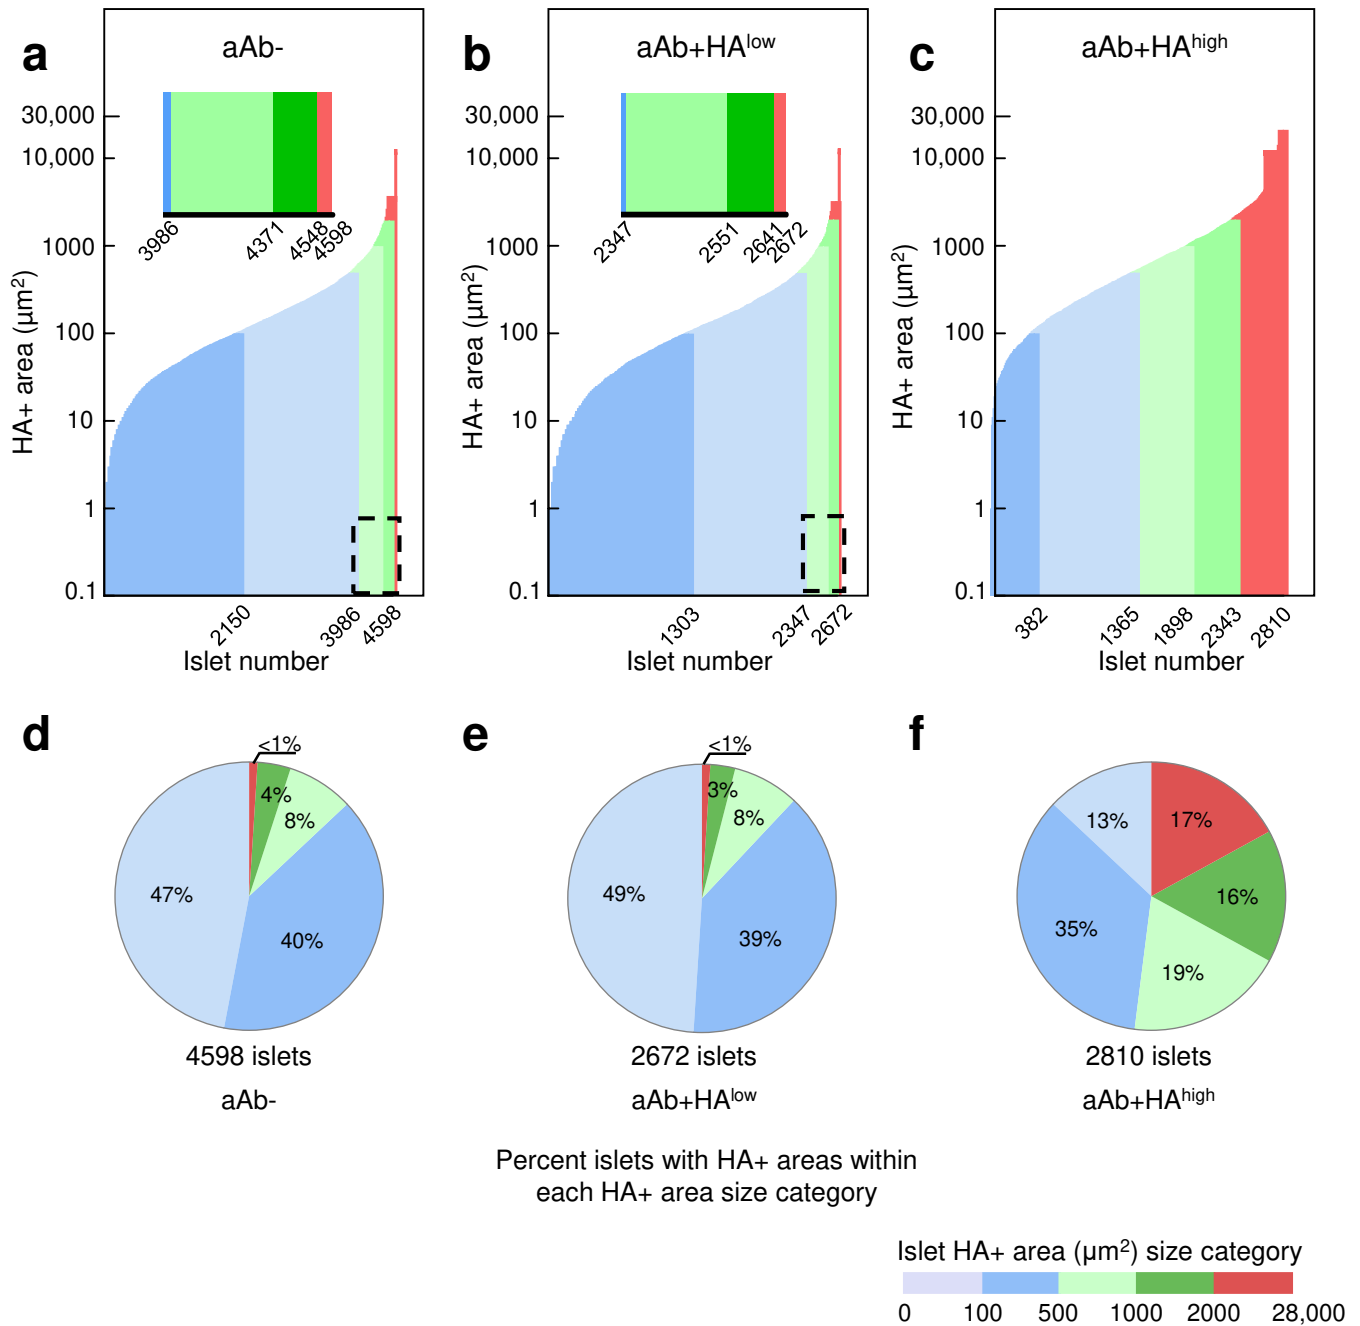 a
aAb-
30,000
10,000
1000
100
10
1
0.1
HA+ area (µm²)
3986
4371
4548
4598
2150
3986
4598
Islet number
b
aAb+HAlow
30,000
10,000
1000
100
10
1
0.1
HA+ area (µm²)
2347
2551
2641
2672
1303
2347
2672
Islet number
c
aAb+HAhigh
30,000
10,000
1000
100
10
1
0.1
HA+ area (µm²)
382
1365
1898
2343
2810
Islet number
d
<1%
4%
8%
47%
40%
4598 islets
aAb-
e
<1%
3%
8%
49%
39%
2672 islets
aAb+HAlow
f
13%
17%
16%
35%
19%
2810 islets
aAb+HAhigh
Percent islets with HA+ areas within
each HA+ area size category
Islet HA+ area (µm²) size category
0 100 500 1000 2000 28,000